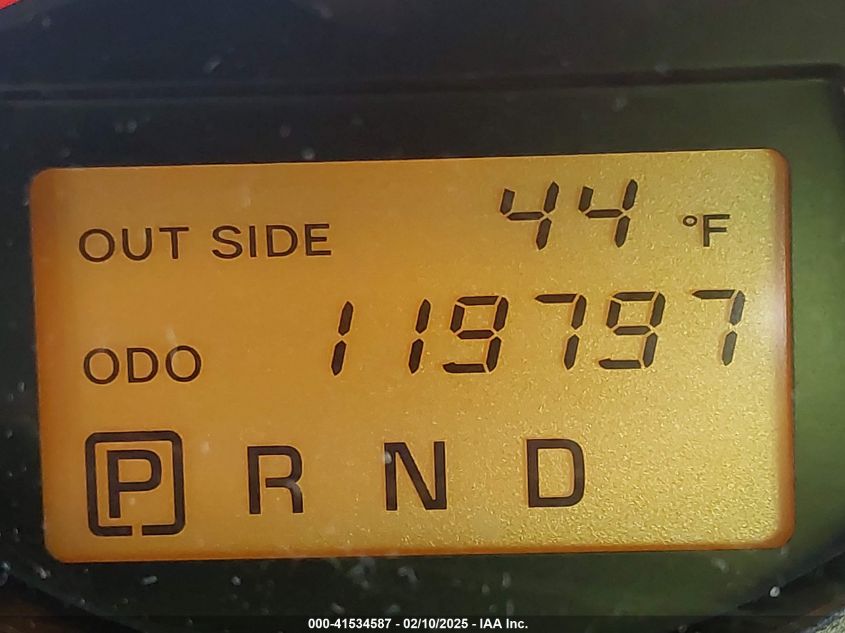 OUT SIDE 44 °F
ODO 119797
P R N D
000-41534587 - 02/10/2025 - IAA Inc.